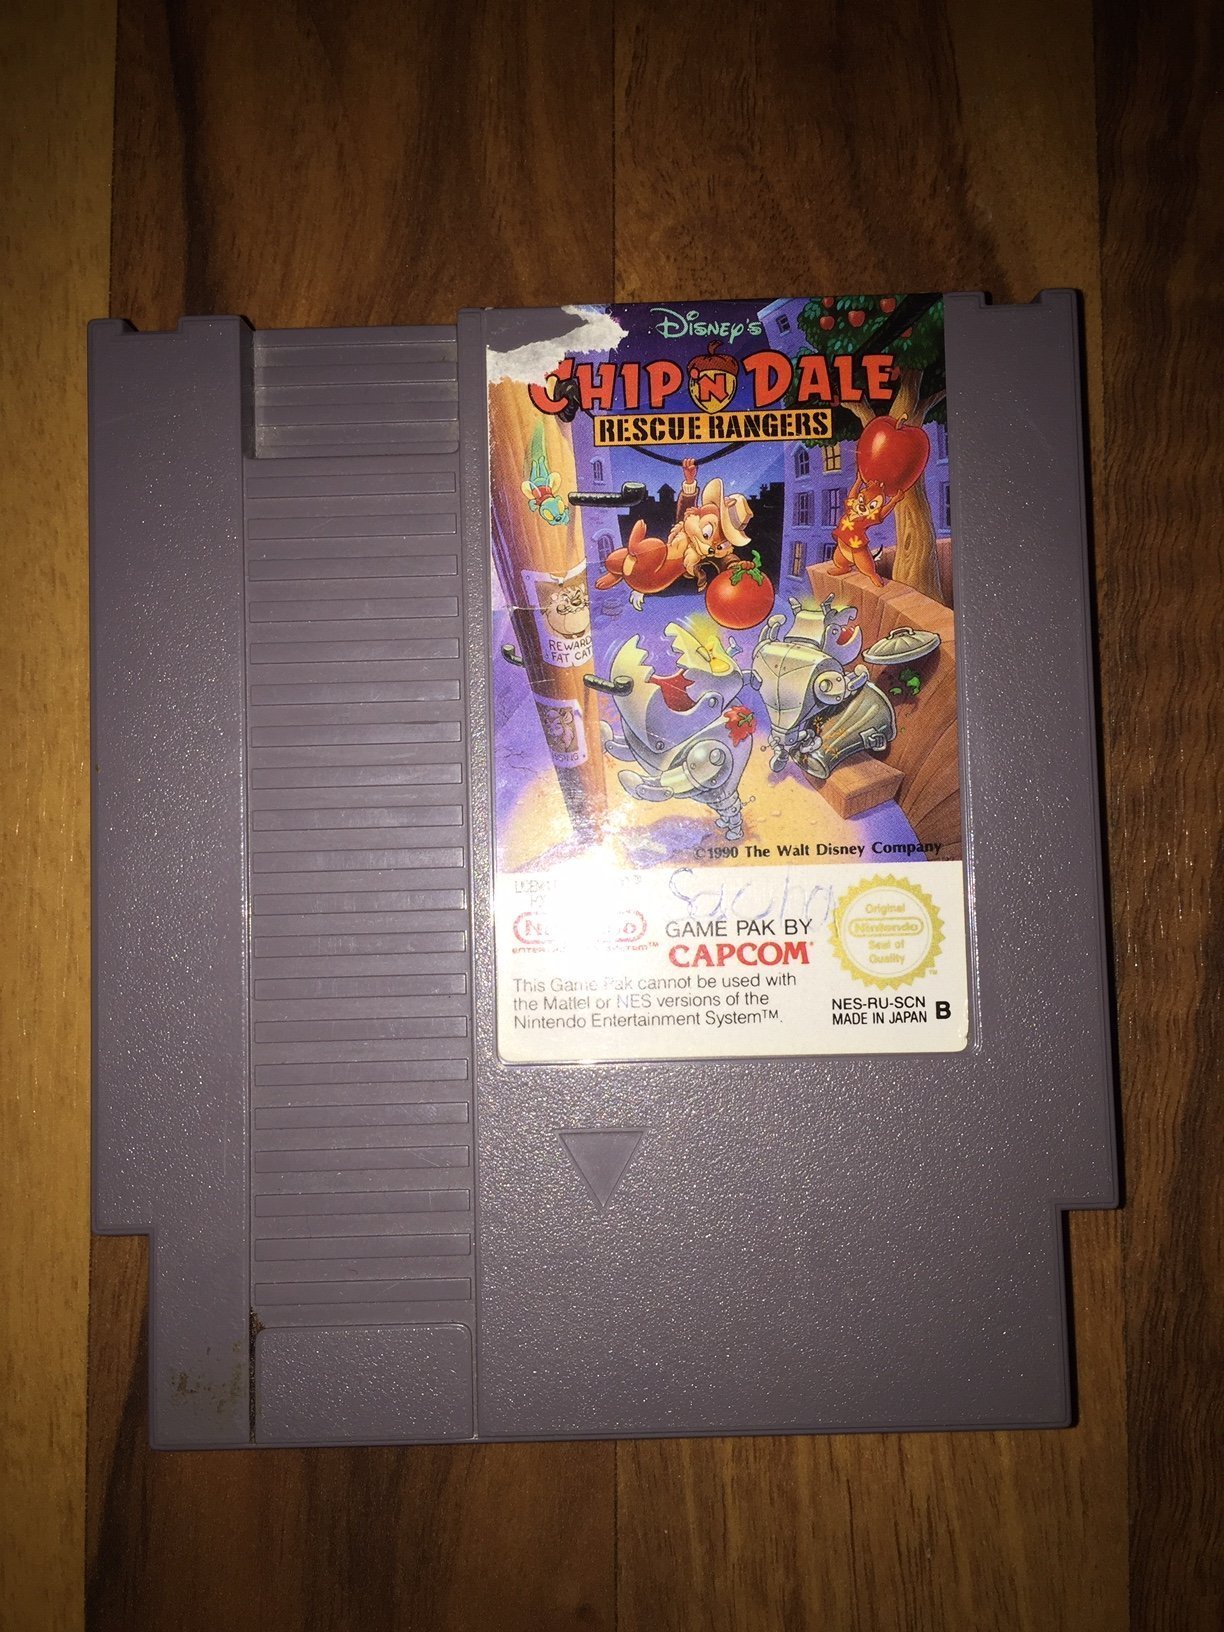 Disney's
CHIP 'N DALE
RESCUE RANGERS
REWARD
FAT CAT
©1990 The Walt Disney Company
Sacha
GAME PAK BY
CAPCOM
This Game Pak cannot be used with
the Mattel or NES versions of the
Nintendo Entertainment System™.
Original
Nintendo
Seal of
Quality
™
NES-RU-SCN
MADE IN JAPAN B